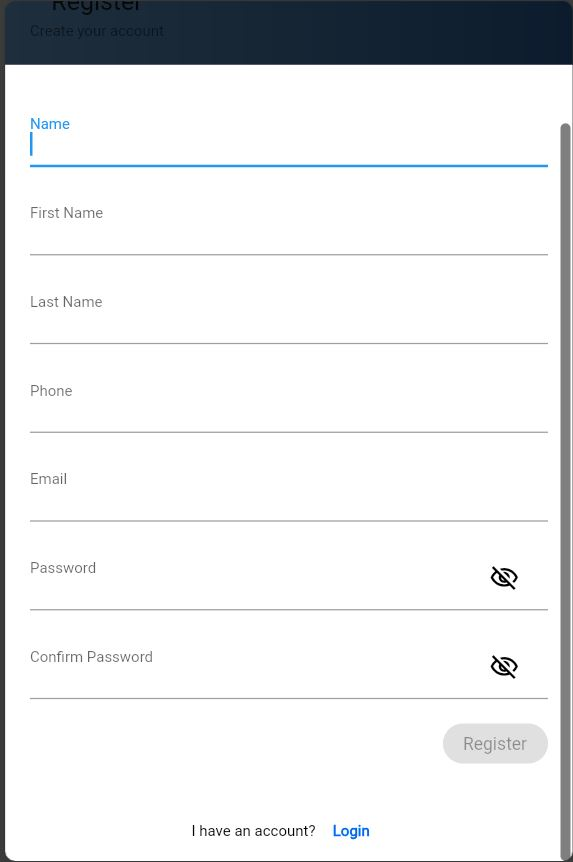 Register
Create your account
Name
First Name
Last Name
Phone
Email
Password
Confirm Password
Register
I have an account? Login